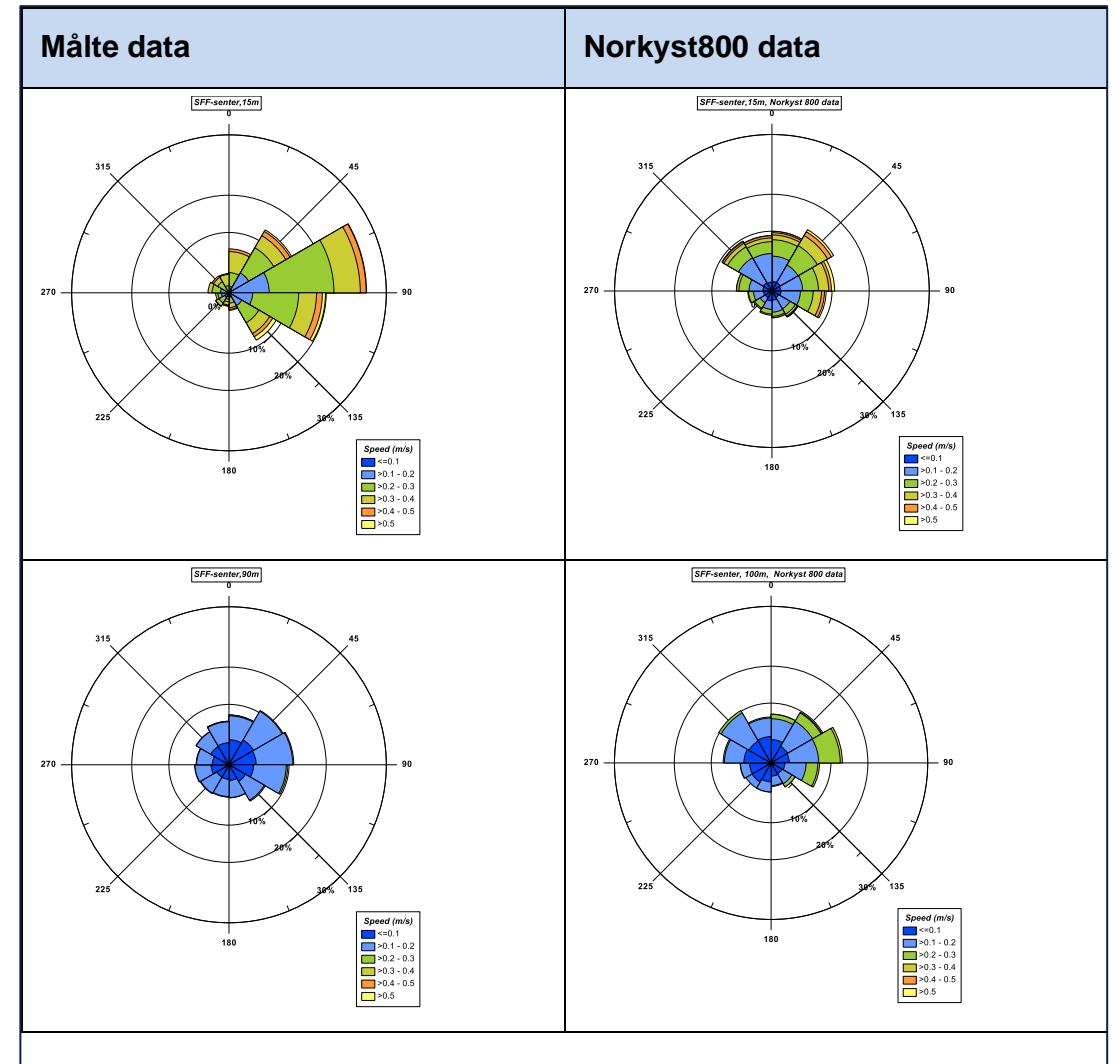 Målte data
Norkyst800 data
SFF-senter,15m
0
315
45
270
90
0%
10%
20%
30%
225
135
180
Speed (m/s)
<=0.1
>0.1 - 0.2
>0.2 - 0.3
>0.3 - 0.4
>0.4 - 0.5
>0.5
SFF-senter,15m, Norkyst 800 data
0
315
45
270
90
10%
20%
30%
225
135
180
Speed (m/s)
<=0.1
>0.1 - 0.2
>0.2 - 0.3
>0.3 - 0.4
>0.4 - 0.5
>0.5
SFF-senter,90m
0
315
45
270
90
10%
20%
30%
225
135
180
Speed (m/s)
<=0.1
>0.1 - 0.2
>0.2 - 0.3
>0.3 - 0.4
>0.4 - 0.5
>0.5
SFF-senter, 100m, Norkyst 800 data
0
315
45
270
90
10%
20%
30%
225
135
180
Speed (m/s)
<=0.1
>0.1 - 0.2
>0.2 - 0.3
>0.3 - 0.4
>0.4 - 0.5
>0.5